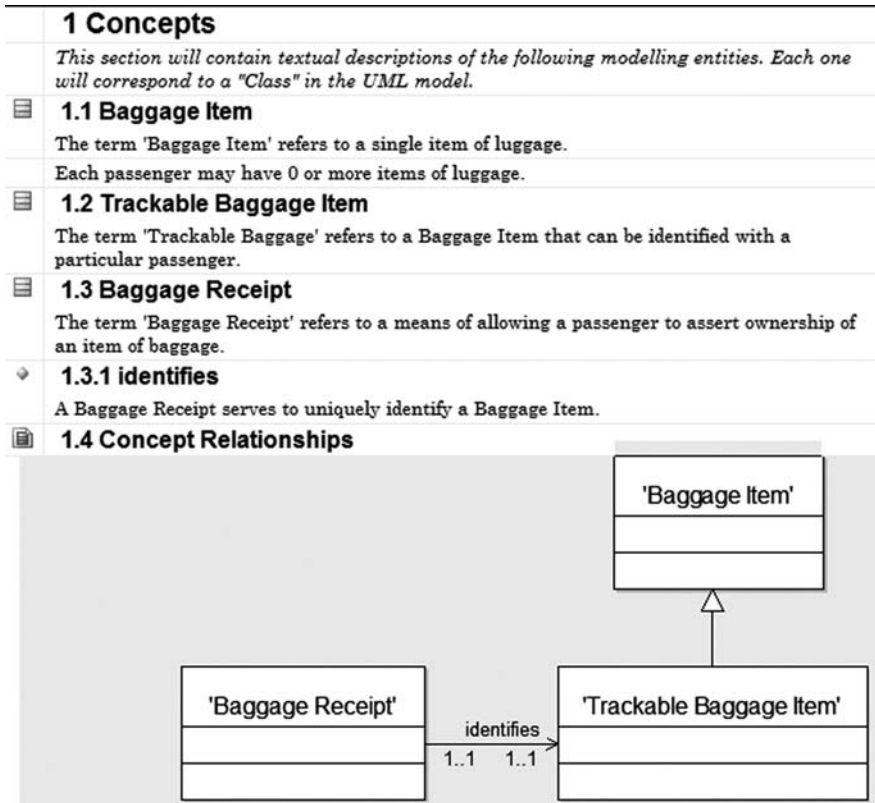 1 Concepts
This section will contain textual descriptions of the following modelling entities. Each one
will correspond to a "Class" in the UML model.
1.1 Baggage Item
The term 'Baggage Item' refers to a single item of luggage.
Each passenger may have 0 or more items of luggage.
1.2 Trackable Baggage Item
The term 'Trackable Baggage' refers to a Baggage Item that can be identified with a
particular passenger.
1.3 Baggage Receipt
The term 'Baggage Receipt' refers to a means of allowing a passenger to assert ownership of
an item of baggage.
1.3.1 identifies
A Baggage Receipt serves to uniquely identify a Baggage Item.
1.4 Concept Relationships
'Baggage Item'
'Baggage Receipt'
identifies
1..1 1..1
'Trackable Baggage Item'